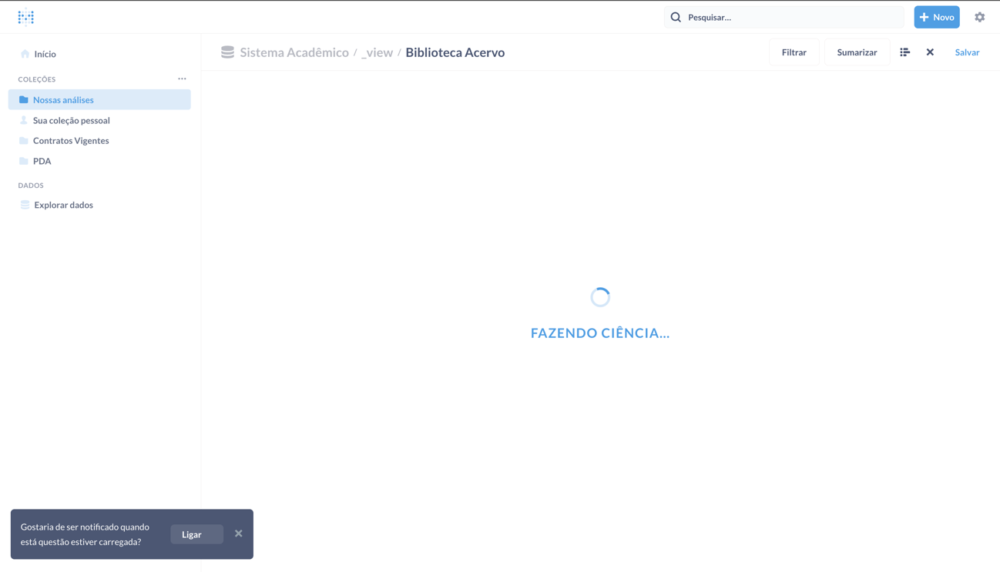 Pesquisar...
+ Novo
Início
COLEÇÕES
...
Nossas análises
Sua coleção pessoal
Contratos Vigentes
PDA
DADOS
Explorar dados
Sistema Acadêmico / _view / Biblioteca Acervo
Filtrar
Sumarizar
Salvar
FAZENDO CIÊNCIA...
Gostaria de ser notificado quando
está questão estiver carregada?
Ligar